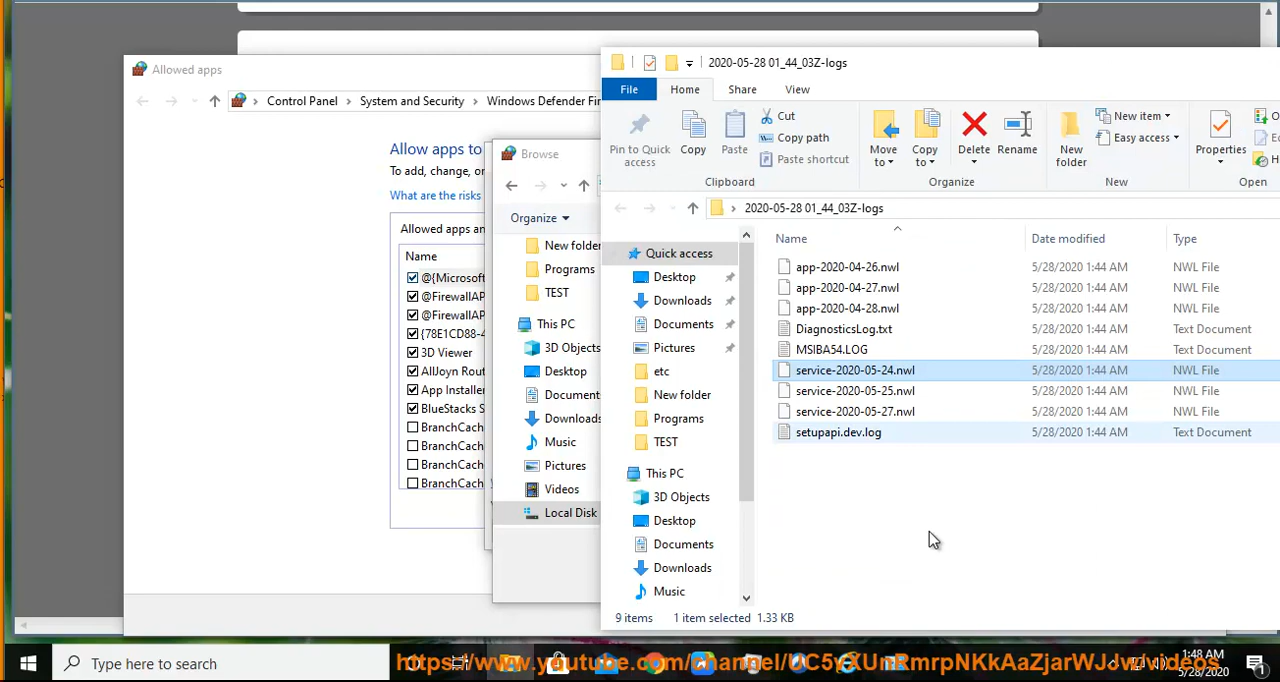 Allowed apps
Control Panel > System and Security > Windows Defender Fir
Allow apps to
To add, change, or
What are the risks
Allowed apps an
Name
@{Microsoft
@FirewallAP
@FirewallAP
{78E1CD88-4
3D Viewer
AllJoyn Rout
App Installer
BlueStacks S
BranchCach
BranchCach
BranchCach
BranchCach
Browse
Organize
New folder
Programs
TEST
This PC
3D Objects
Desktop
Document
Downloads
Music
Pictures
Videos
Local Disk
2020-05-28 01_44_03Z-logs
File Home Share View
Pin to Quick access
Copy
Paste
Cut
Copy path
Paste shortcut
Clipboard
Move to
Copy to
Delete
Rename
Organize
New folder
New item
Easy access
New
Properties
Open
2020-05-28 01_44_03Z-logs
Quick access
Desktop
Downloads
Documents
Pictures
etc
New folder
Programs
TEST
This PC
3D Objects
Desktop
Documents
Downloads
Music
Name Date modified Type
app-2020-04-26.nwl 5/28/2020 1:44 AM NWL File
app-2020-04-27.nwl 5/28/2020 1:44 AM NWL File
app-2020-04-28.nwl 5/28/2020 1:44 AM NWL File
DiagnosticsLog.txt 5/28/2020 1:44 AM Text Document
MSIBA54.LOG 5/28/2020 1:44 AM Text Document
service-2020-05-24.nwl 5/28/2020 1:44 AM NWL File
service-2020-05-25.nwl 5/28/2020 1:44 AM NWL File
service-2020-05-27.nwl 5/28/2020 1:44 AM NWL File
setupapi.dev.log 5/28/2020 1:44 AM Text Document
9 items 1 item selected 1.33 KB
Type here to search
1:48 AM
5/28/2020
1